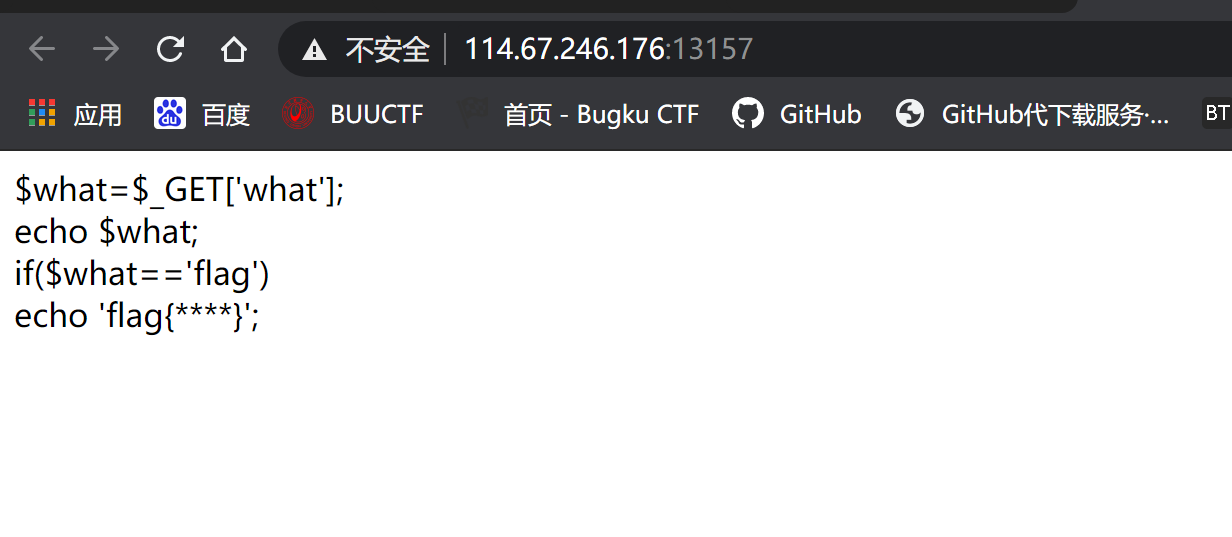 不安全 114.67.246.176:13157
应用 百度 BUUCTF 首页 - Bugku CTF GitHub GitHub代下载服务·... BT
$what=$_GET['what'];
echo $what;
if($what=='flag')
echo 'flag{****}';